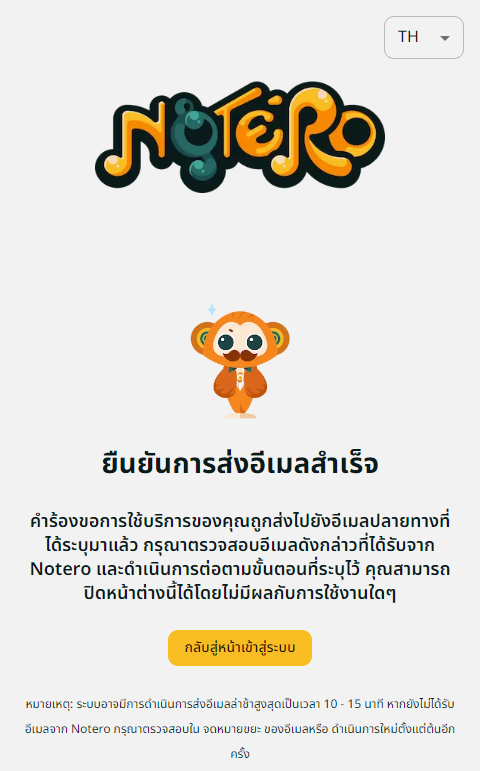 TH
NOTERO
ยืนยันการส่งอีเมลสำเร็จ
คำร้องขอการใช้บริการของคุณถูกส่งไปยังอีเมลปลายทางที่
ได้ระบุมาแล้ว กรุณาตรวจสอบอีเมลดังกล่าวที่ได้รับจาก
Notero และดำเนินการต่อตามขั้นตอนที่ระบุไว้ คุณสามารถ
ปิดหน้าต่างนี้ได้โดยไม่มีผลกับการใช้งานใดๆ
กลับสู่หน้าเข้าสู่ระบบ
หมายเหตุ: ระบบอาจมีการดำเนินการส่งอีเมลล่าช้าสูงสุดเป็นเวลา 10 - 15 นาที หากยังไม่ได้รับ
อีเมลจาก Notero กรุณาตรวจสอบใน จดหมายขยะ ของอีเมลหรือ ดำเนินการใหม่ตั้งแต่ต้นอีก
ครั้ง